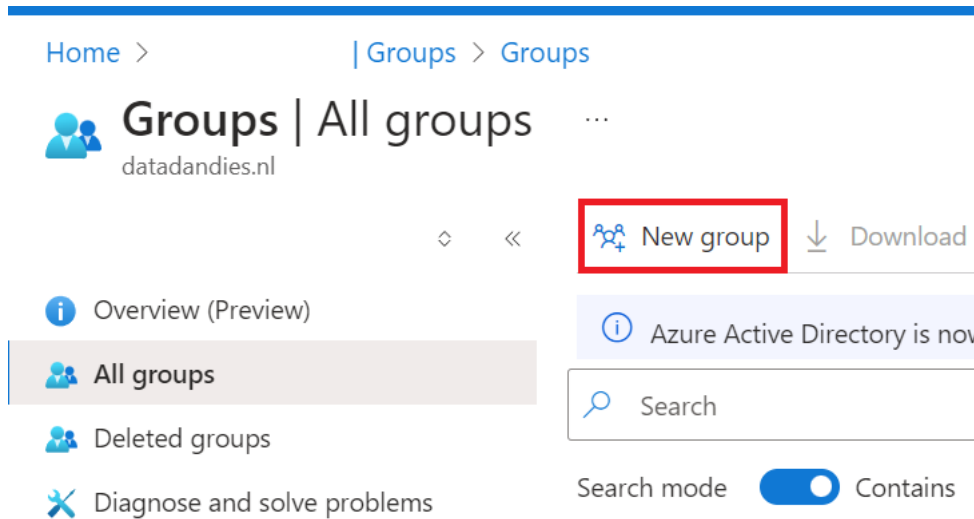 Home > | Groups > Groups
Groups | All groups ...
datadandies.nl
New group Download
Overview (Preview)
Azure Active Directory is nov
All groups
Search
Deleted groups
Search mode Contains
Diagnose and solve problems